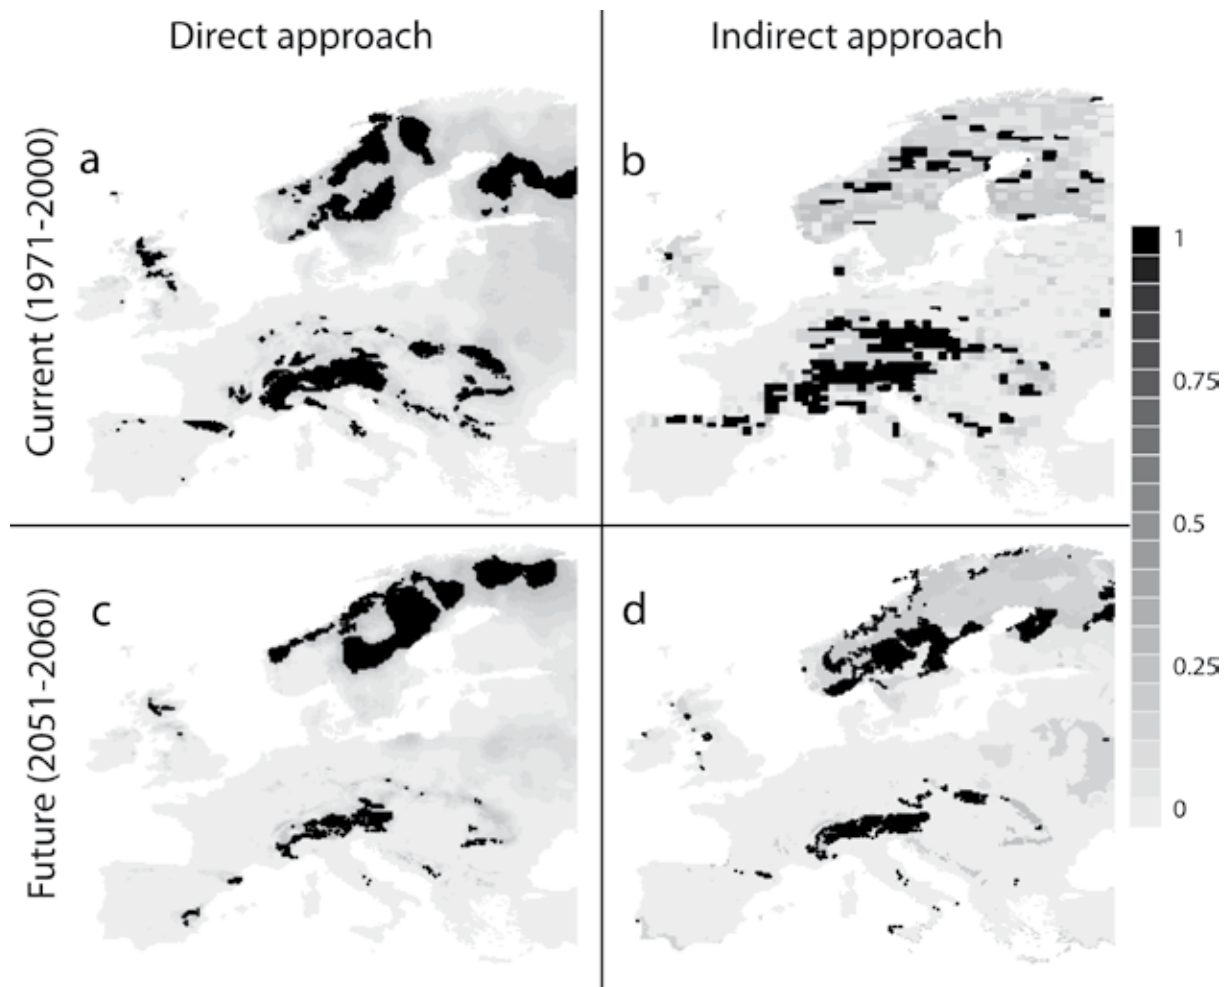 Direct approach
Indirect approach
Current (1971-2000)
a
b
1
0.75
0.5
0.25
0
Future (2051-2060)
c
d